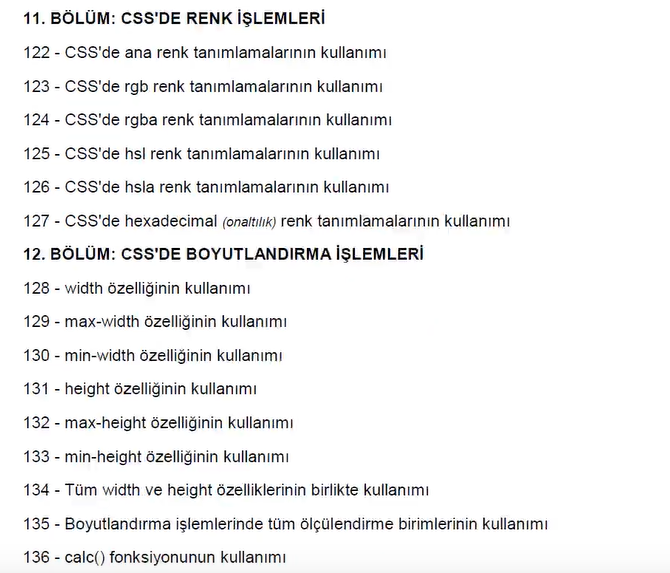 11. BÖLÜM: CSS'DE RENK İŞLEMLERİ
122 - CSS'de ana renk tanımlamalarının kullanımı
123 - CSS'de rgb renk tanımlamalarının kullanımı
124 - CSS'de rgba renk tanımlamalarının kullanımı
125 - CSS'de hsl renk tanımlamalarının kullanımı
126 - CSS'de hsla renk tanımlamalarının kullanımı
127 - CSS'de hexadecimal (onaltılık) renk tanımlamalarının kullanımı
12. BÖLÜM: CSS'DE BOYUTLANDIRMA İŞLEMLERİ
128 - width özelliğinin kullanımı
129 - max-width özelliğinin kullanımı
130 - min-width özelliğinin kullanımı
131 - height özelliğinin kullanımı
132 - max-height özelliğinin kullanımı
133 - min-height özelliğinin kullanımı
134 - Tüm width ve height özelliklerinin birlikte kullanımı
135 - Boyutlandırma işlemlerinde tüm ölçülendirme birimlerinin kullanımı
136 - calc() fonksiyonunun kullanımı